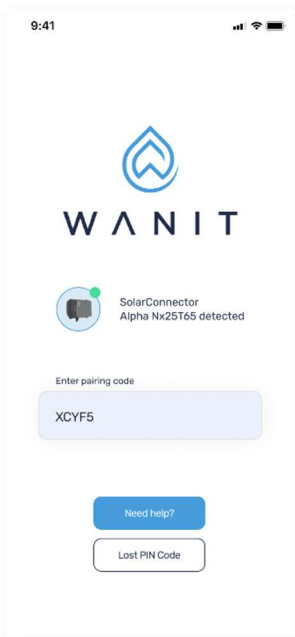 9:41
WANIT
SolarConnector
Alpha Nx25T65 detected
Enter pairing code
XCYF5
Need help?
Lost PIN Code